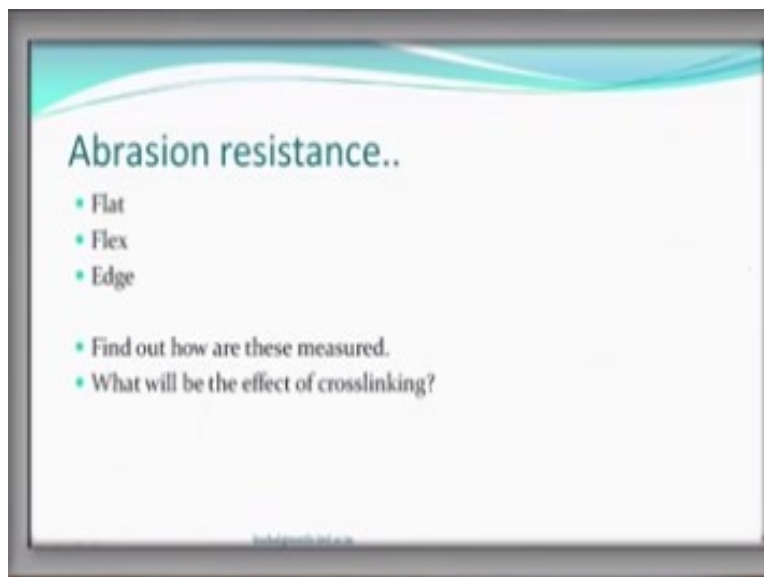 Abrasion resistance..
• Flat
• Flex
• Edge
• Find out how are these measured.
• What will be the effect of crosslinking?